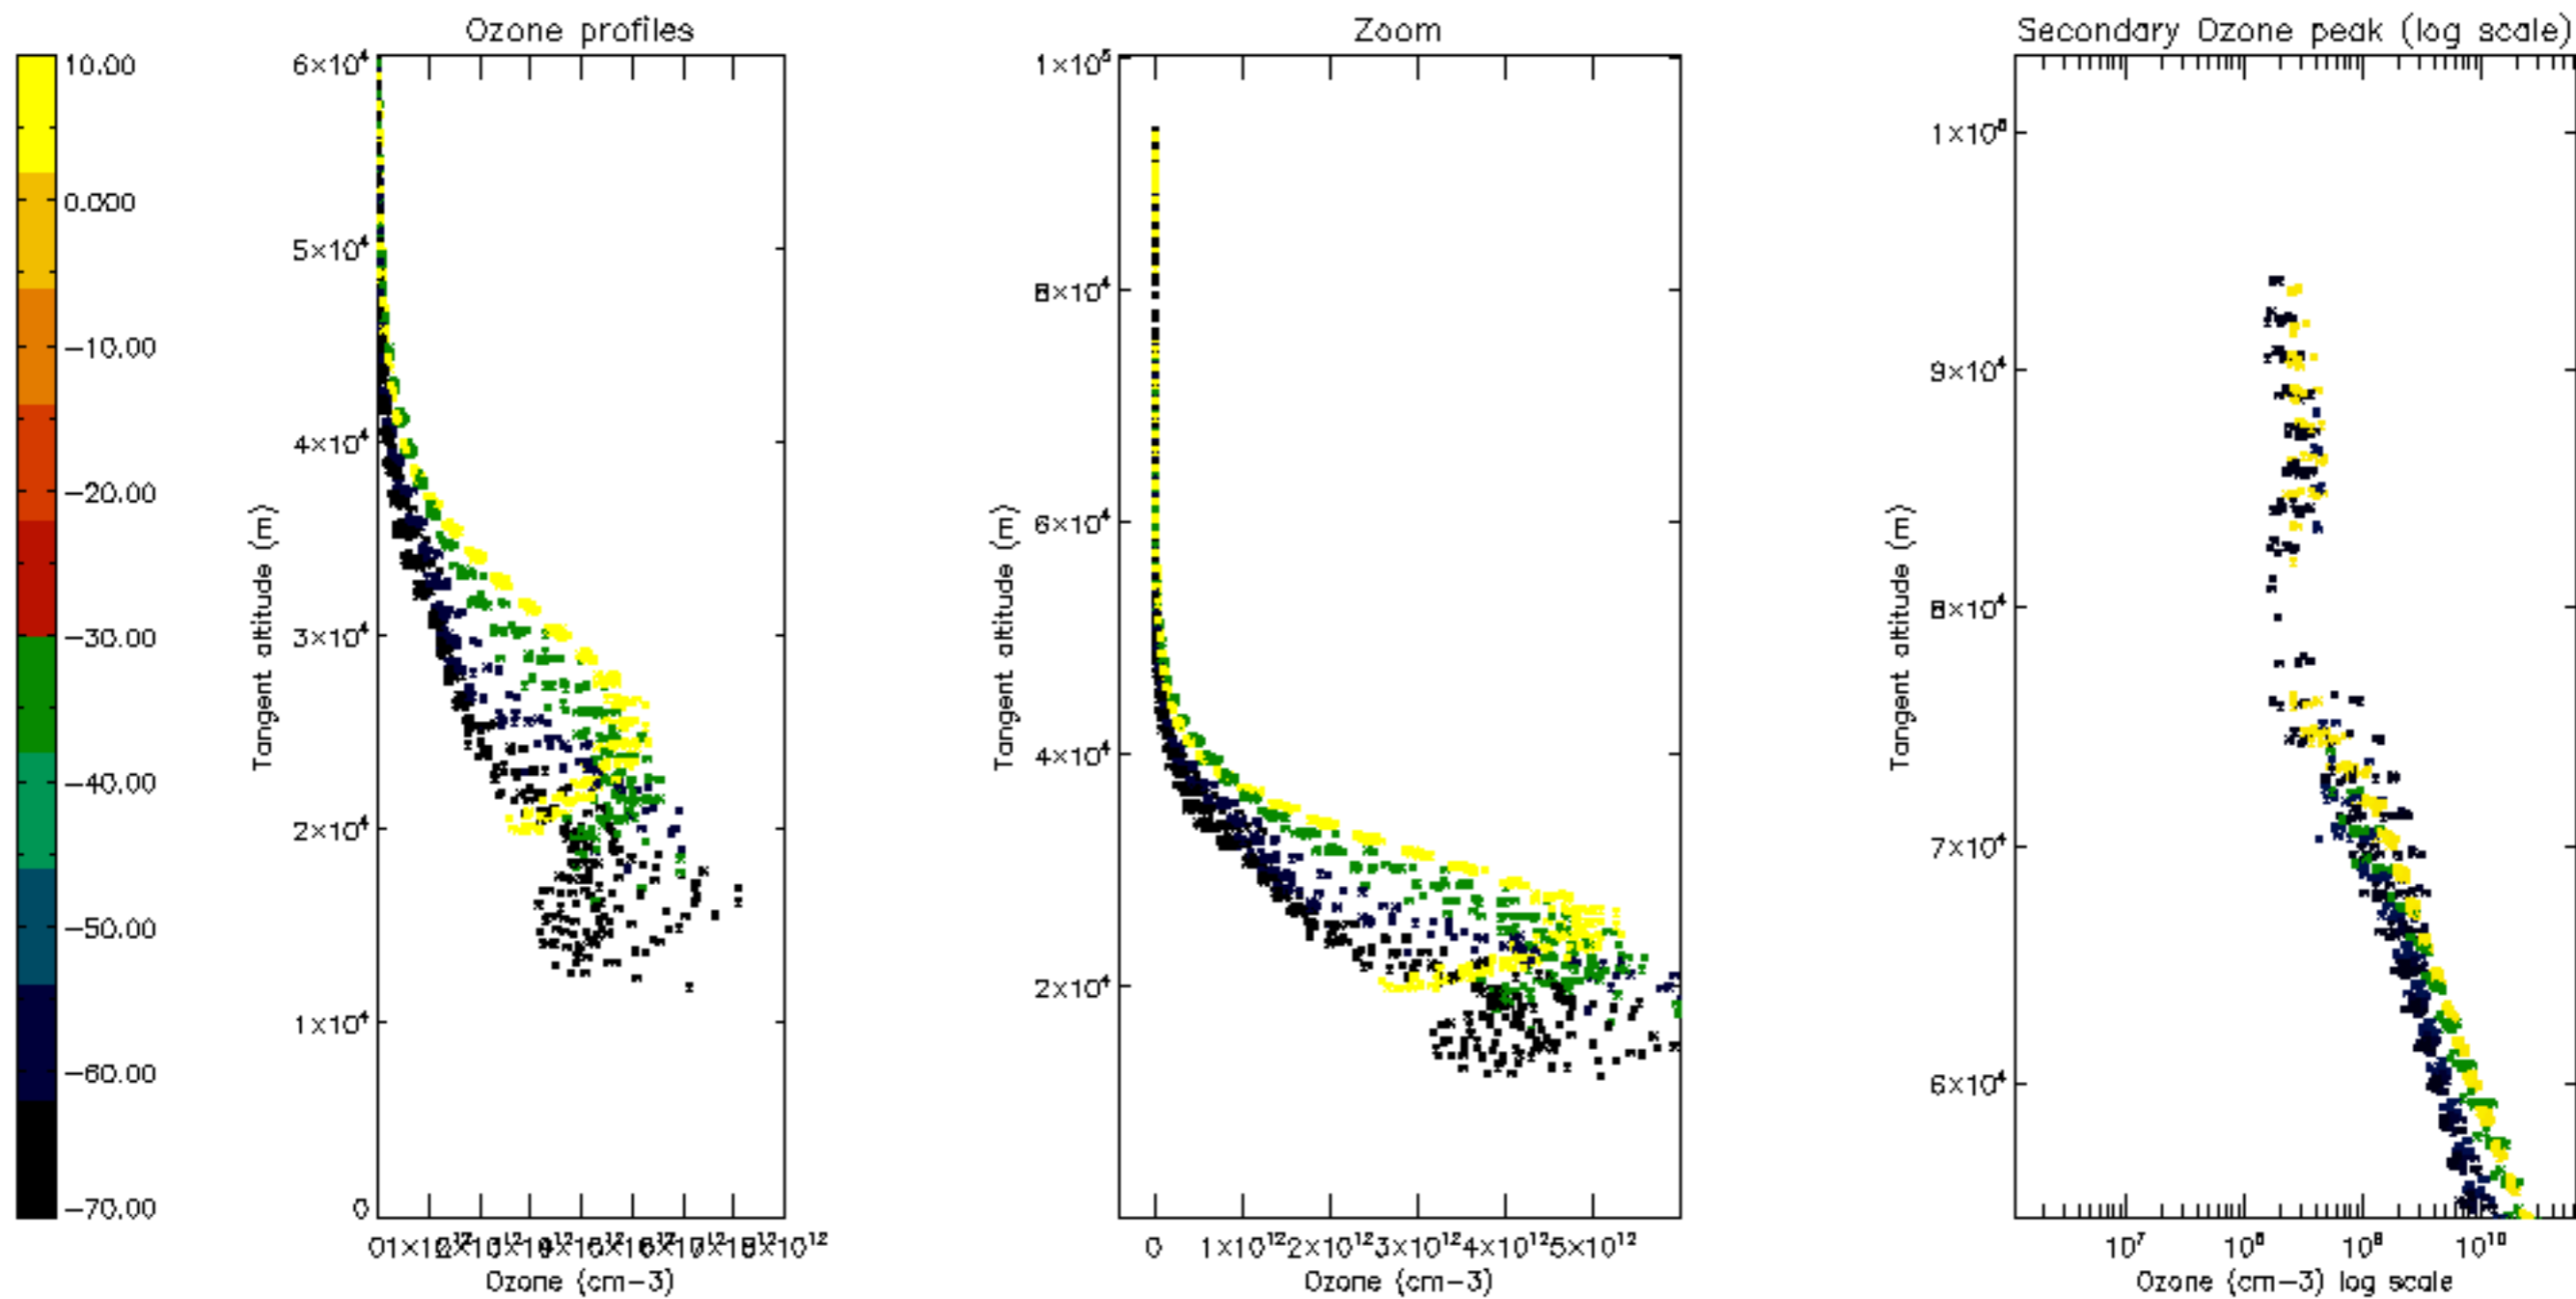 Ozone profiles
Zoom
Secondary Ozone peak (log scale)
10.00
0.000
−10.00
−20.00
−30.00
−40.00
−50.00
−60.00
−70.00
6×10⁴
5×10⁴
4×10⁴
3×10⁴
2×10⁴
1×10⁴
0
Tangent altitude (m)
Ozone (cm−3)
1×10⁵
8×10⁴
6×10⁴
4×10⁴
2×10⁴
Tangent altitude (m)
0 1×10¹² 2×10¹² 3×10¹² 4×10¹² 5×10¹²
Ozone (cm−3)
9×10⁴
8×10⁴
7×10⁴
6×10⁴
Tangent altitude (m)
10⁷ 10⁸ 10⁹ 10¹⁰
Ozone (cm−3) log scale